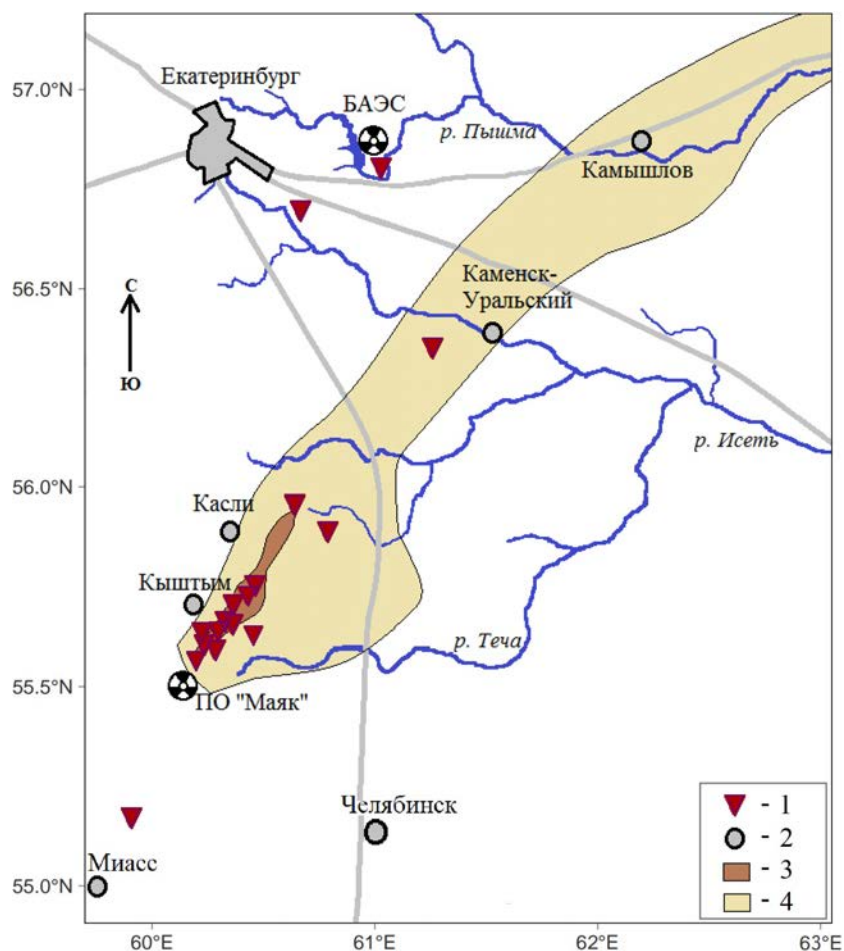 57.0°N
56.5°N
56.0°N
55.5°N
55.0°N
60°E
61°E
62°E
63°E
Екатеринбург
БАЭС
р. Пышма
Камышлов
Каменск-
Уральский
С
Ю
р. Исеть
Касли
Кыштым
р. Теча
ПО "Маяк"
Челябинск
Миасс
- 1
- 2
- 3
- 4